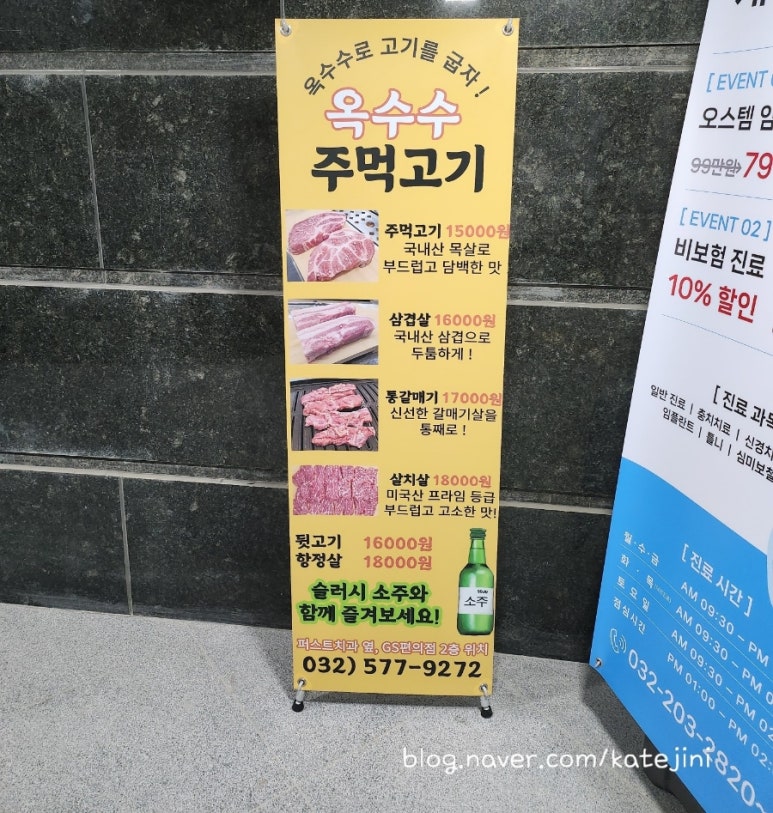 옥수수로 고기를 굽자!
옥수수
주먹고기
주먹고기 15000원
국내산 목살로
부드럽고 담백한 맛
삼겹살 16000원
국내산 삼겹으로
두툼하게 !
통갈매기 17000원
신선한 갈매기살을
통째로 !
살치살 18000원
미국산 프라임 등급
부드럽고 고소한 맛!
뒷고기 16000원
항정살 18000원
슬러시 소주와
함께 즐겨보세요!
소주
퍼스트치과 옆, GS편의점 2층 위치
032) 577-9272
[ EVENT
오스템 임
99만원 79
[ EVENT 02 ]
비보험 진료
10% 할인
[ 진료 과목
일반 진료 | 충치치료 | 신경치
임플란트 | 틀니 | 심미보철
[ 진료 시간 ]
월·수·금 AM 09:30 ~ PM
화·목 AM 09:30 ~ PM
토요일 AM 09:30 ~ PM 02
점심시간 PM 01:00 ~ PM 02
032-203-2820~
blog.naver.com/katejini